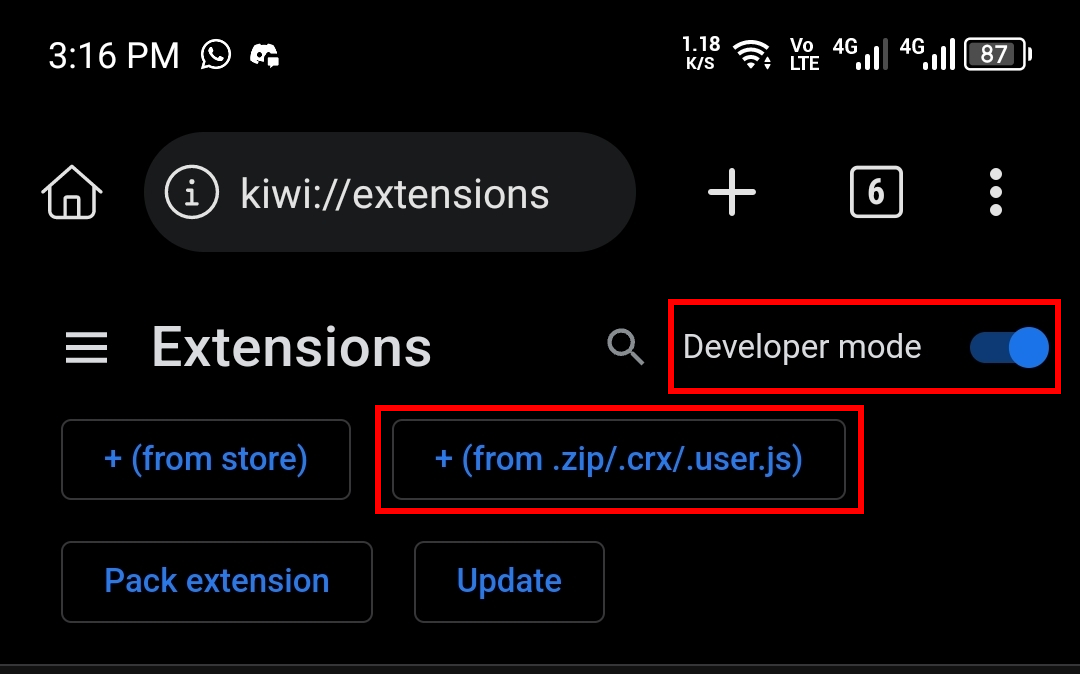 3:16 PM 1.18 K/S Vo LTE 4G 4G 87
kiwi://extensions 6
Extensions Developer mode
+ (from store) + (from .zip/.crx/.user.js)
Pack extension Update